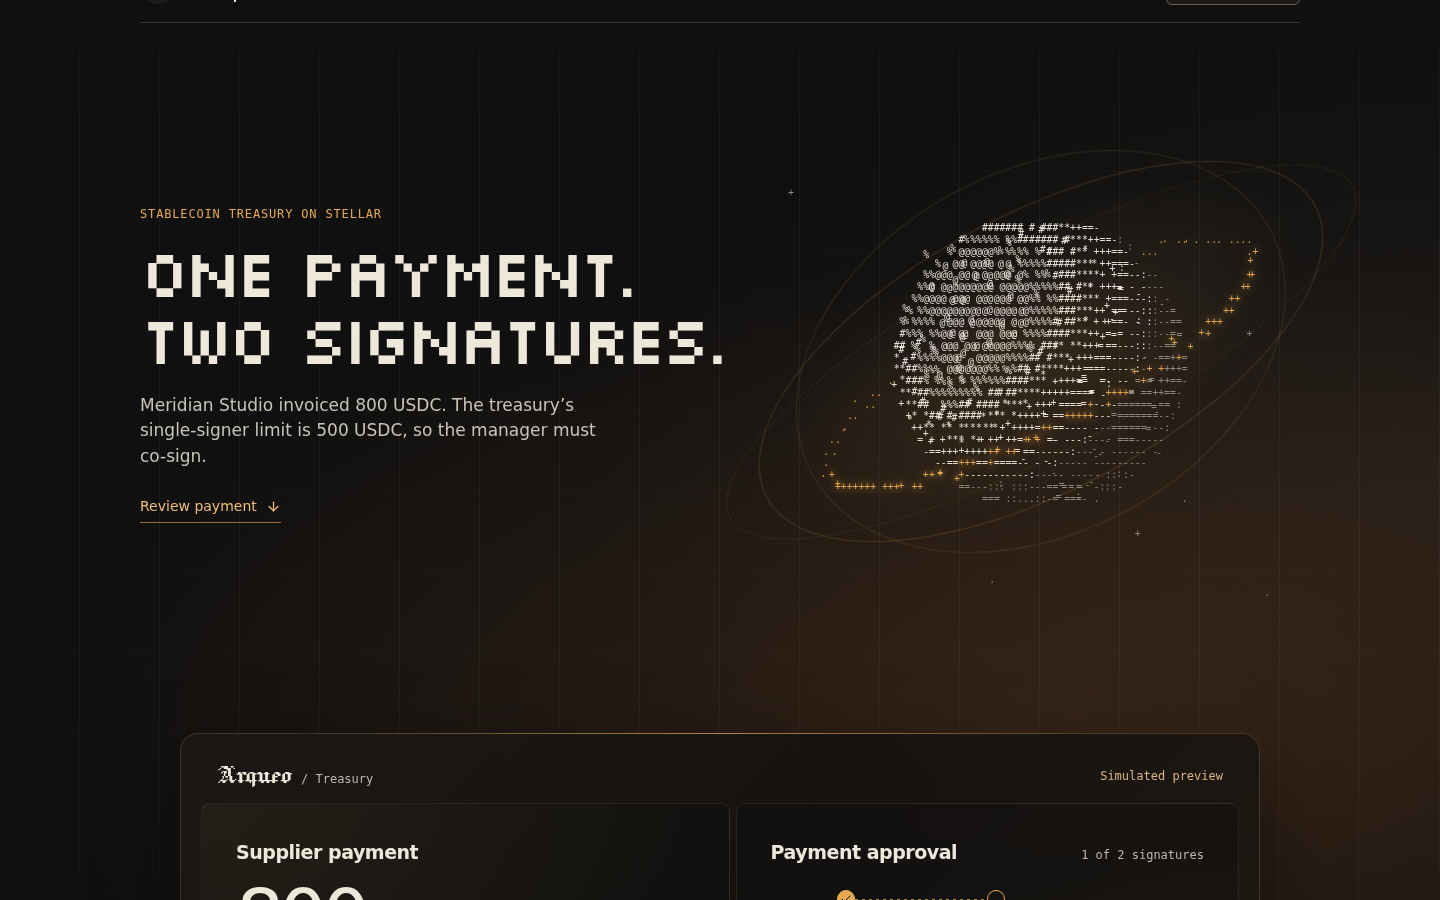 STABLECOIN TREASURY ON STELLAR
ONE PAYMENT.
TWO SIGNATURES.
Meridian Studio invoiced 800 USDC. The treasury’s
single-signer limit is 500 USDC, so the manager must
co-sign.
Review payment ↓
Arqueo / Treasury
Simulated preview
Supplier payment
Payment approval
1 of 2 signatures
800